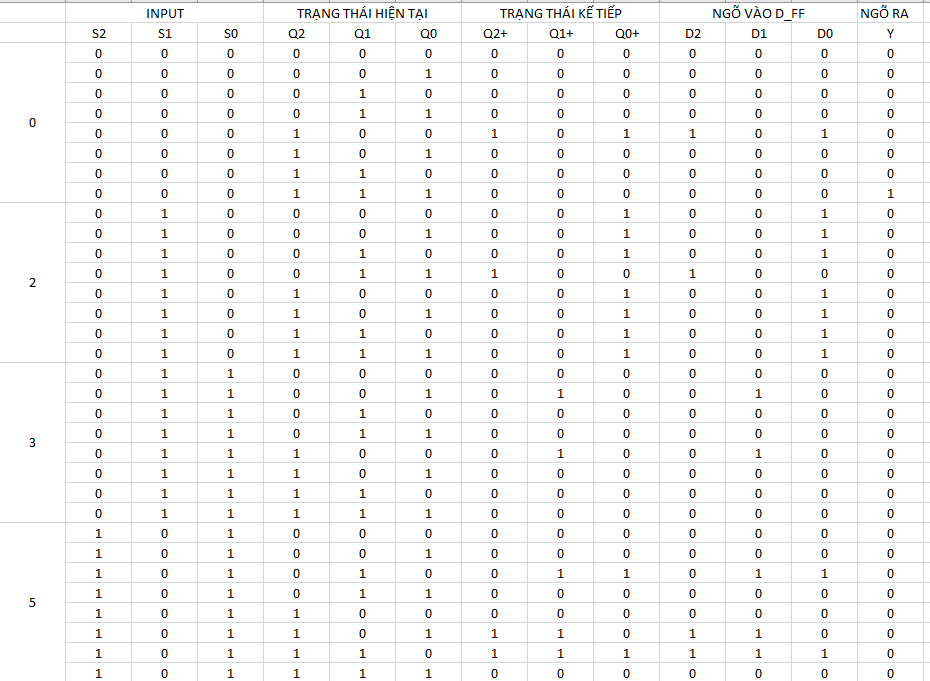 INPUT TRẠNG THÁI HIỆN TẠI TRẠNG THÁI KẾ TIẾP NGÕ VÀO D_FF NGÕ RA
S2 S1 S0 Q2 Q1 Q0 Q2+ Q1+ Q0+ D2 D1 D0 Y
0 0 0 0 0 0 0 0 0 0 0 0 0
0 0 0 0 0 1 0 0 0 0 0 0 0
0 0 0 0 1 0 0 0 0 0 0 0 0
0 0 0 0 1 1 0 0 0 0 0 0 0
0
0 0 0 1 0 0 1 0 1 1 0 1 0
0 0 0 1 0 1 0 0 0 0 0 0 0
0 0 0 1 1 0 0 0 0 0 0 0 0
0 0 0 1 1 1 0 0 0 0 0 0 1
0 1 0 0 0 0 0 0 1 0 0 1 0
0 1 0 0 0 1 0 0 1 0 0 1 0
0 1 0 0 1 0 0 0 1 0 0 1 0
0 1 0 0 1 1 1 0 0 1 0 0 0
2
0 1 0 1 0 0 0 0 1 0 0 1 0
0 1 0 1 0 1 0 0 1 0 0 1 0
0 1 0 1 1 0 0 0 1 0 0 1 0
0 1 0 1 1 1 0 0 1 0 0 1 0
0 1 1 0 0 0 0 0 0 0 0 0 0
0 1 1 0 0 1 0 1 0 0 1 0 0
0 1 1 0 1 0 0 0 0 0 0 0 0
0 1 1 0 1 1 0 0 0 0 0 0 0
3
0 1 1 1 0 0 0 1 0 0 1 0 0
0 1 1 1 0 1 0 0 0 0 0 0 0
0 1 1 1 1 0 0 0 0 0 0 0 0
0 1 1 1 1 1 0 0 0 0 0 0 0
1 0 1 0 0 0 0 0 0 0 0 0 0
1 0 1 0 0 1 0 0 0 0 0 0 0
1 0 1 0 1 0 0 1 1 0 1 1 0
1 0 1 0 1 1 0 0 0 0 0 0 0
5
1 0 1 1 0 0 0 0 0 0 0 0 0
1 0 1 1 0 1 1 1 0 1 1 0 0
1 0 1 1 1 0 1 1 1 1 1 1 0
1 0 1 1 1 1 0 0 0 0 0 0 0